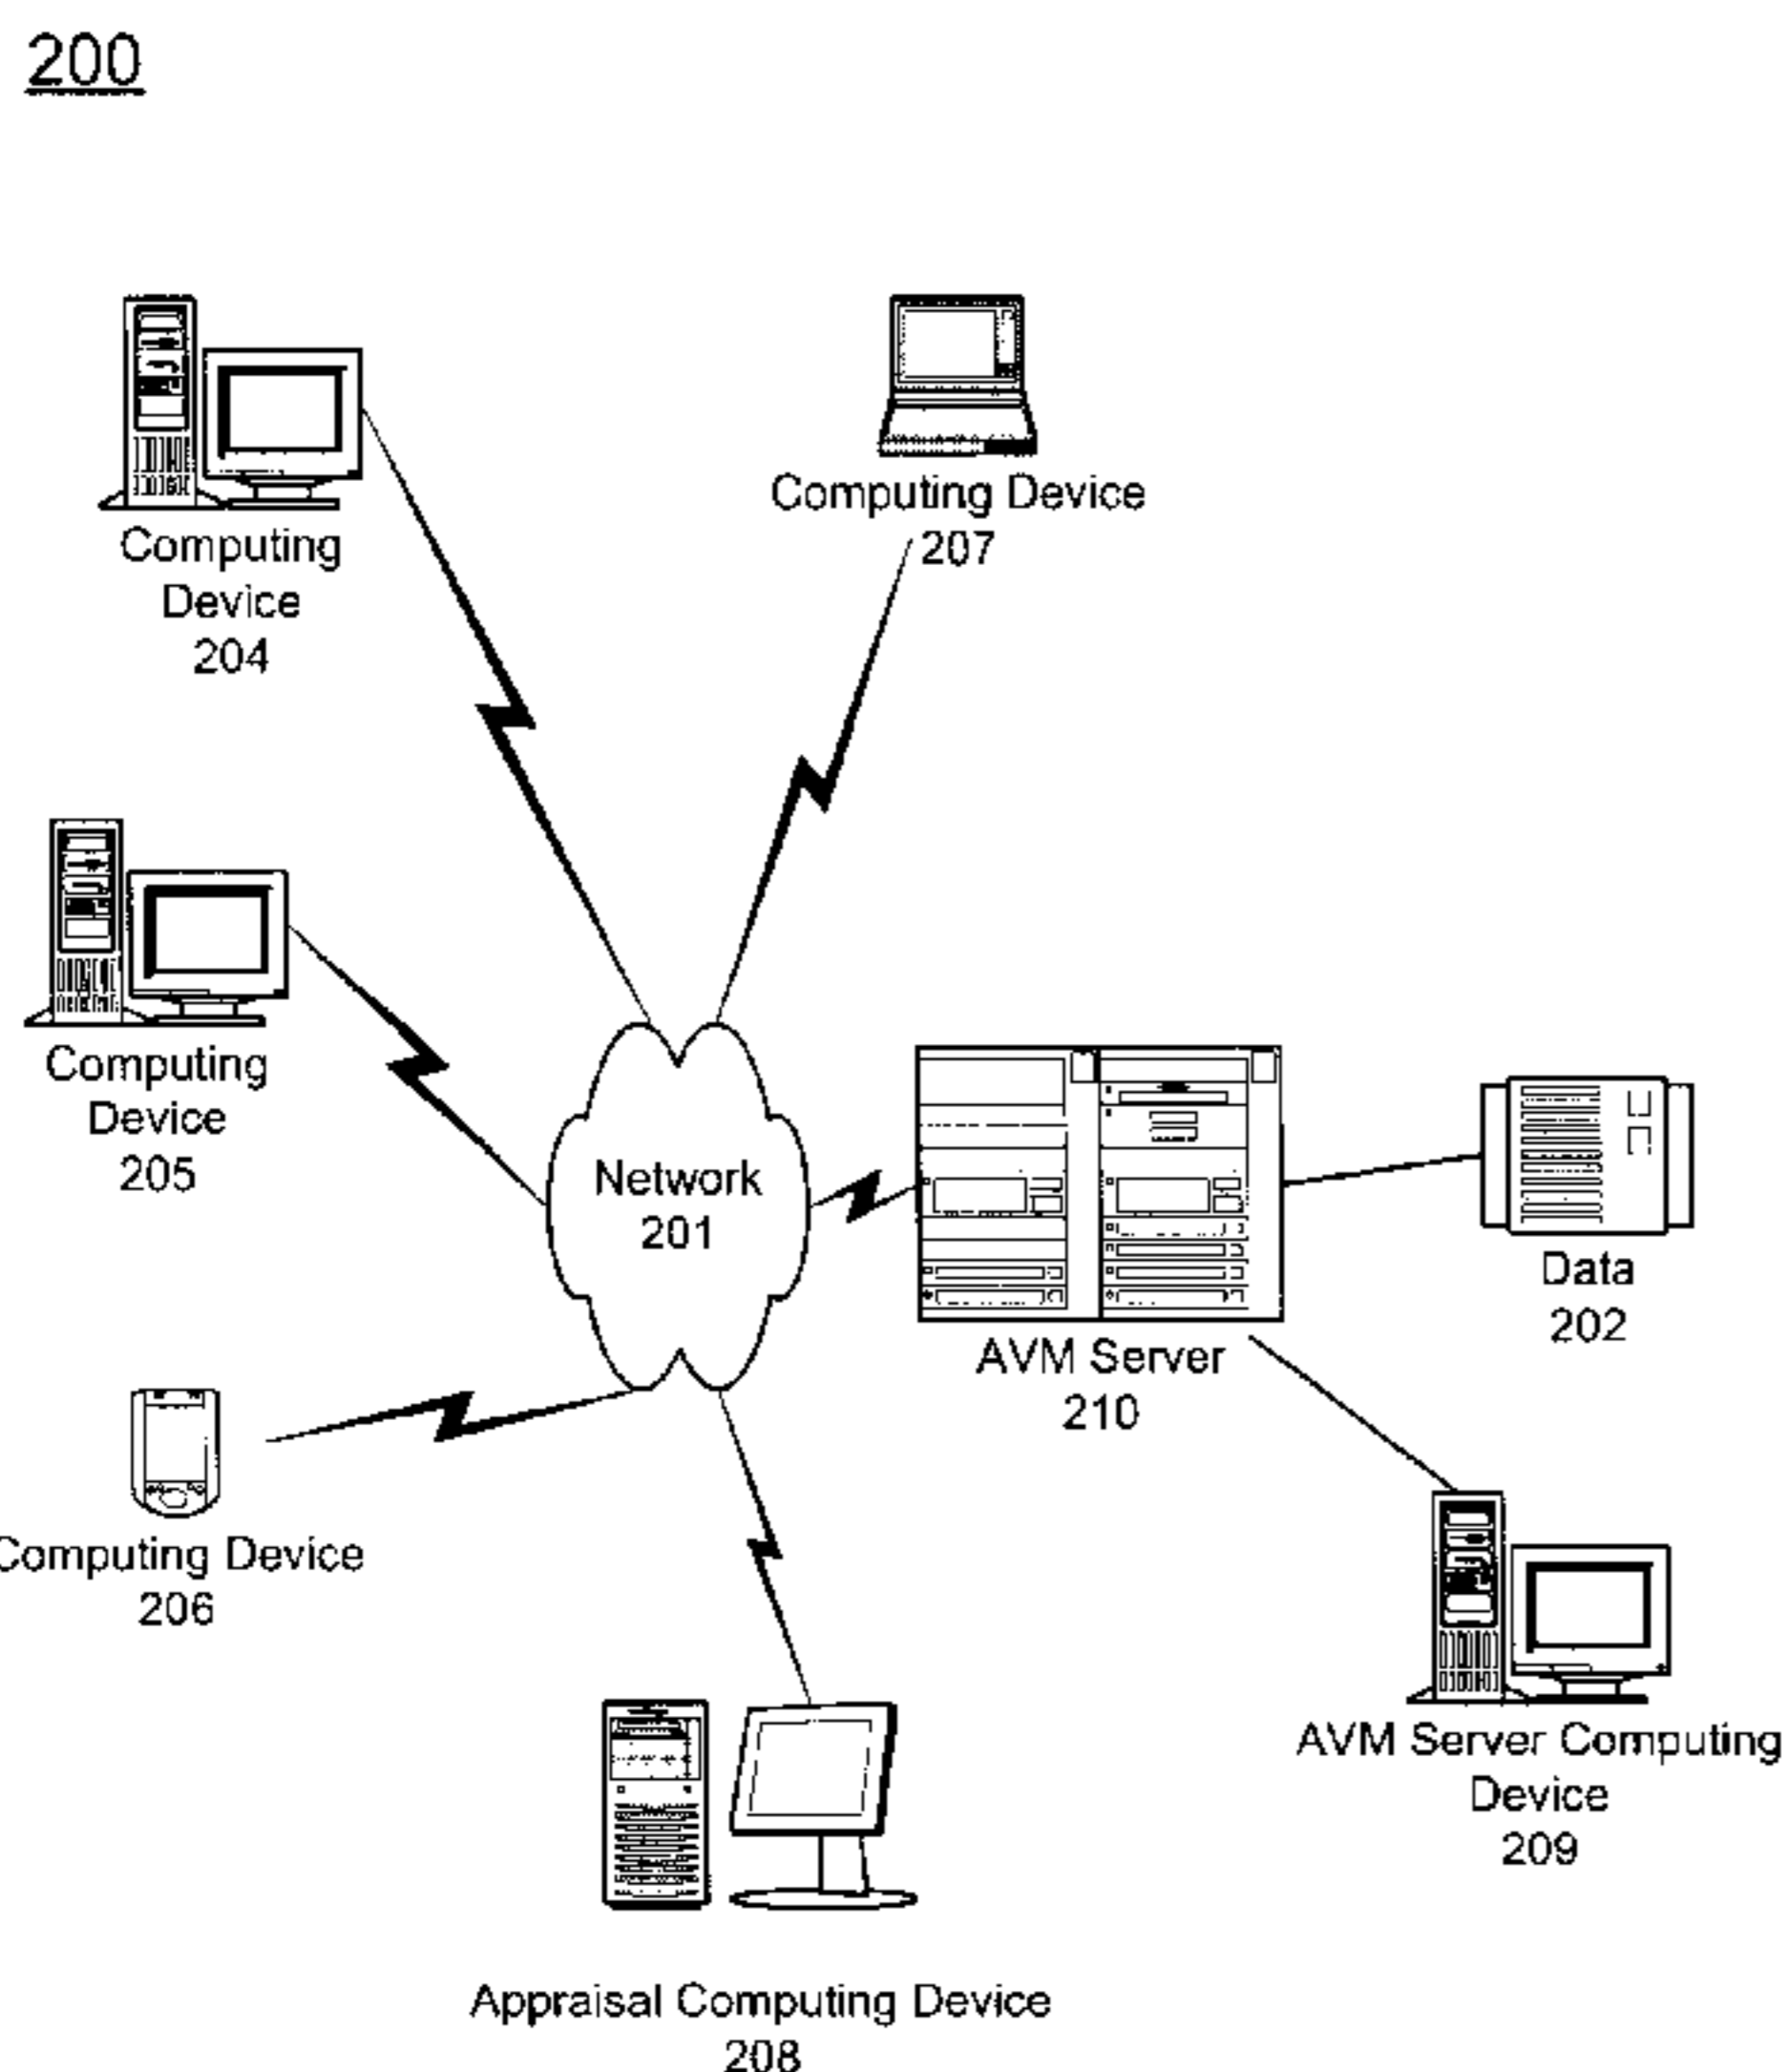 200
Computing Device
207
Computing
Device
204
Computing
Device
205
Network
201
AVM Server
210
Data
202
Computing Device
206
AVM Server Computing
Device
209
Appraisal Computing Device
208